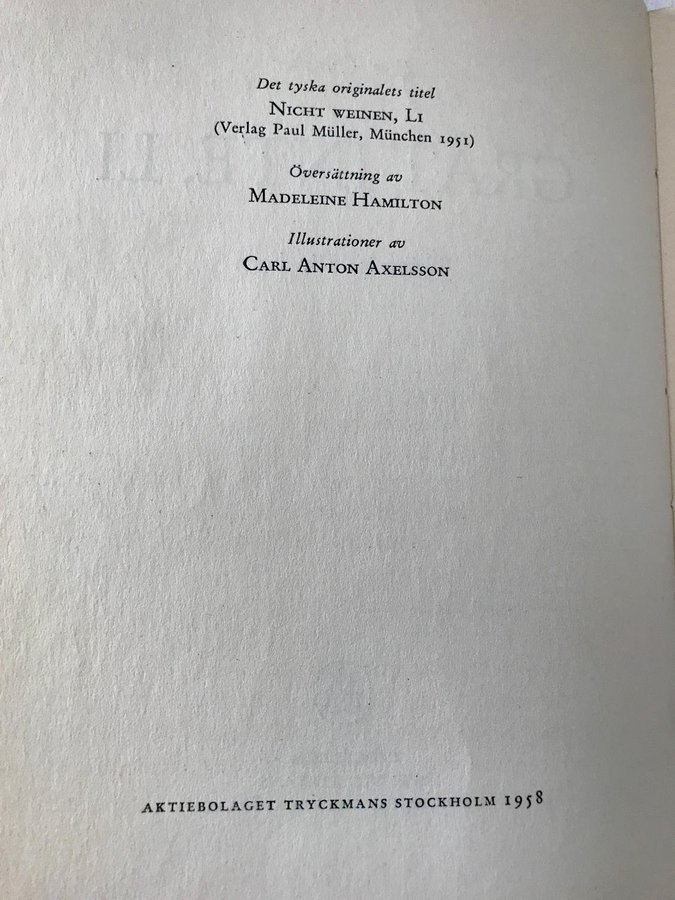 Det tyska originalets titel
NICHT WEINEN, LI
(Verlag Paul Müller, München 1951)
Översättning av
MADELEINE HAMILTON
Illustrationer av
CARL ANTON AXELSSON
AKTIEBOLAGET TRYCKMANS STOCKHOLM 1958